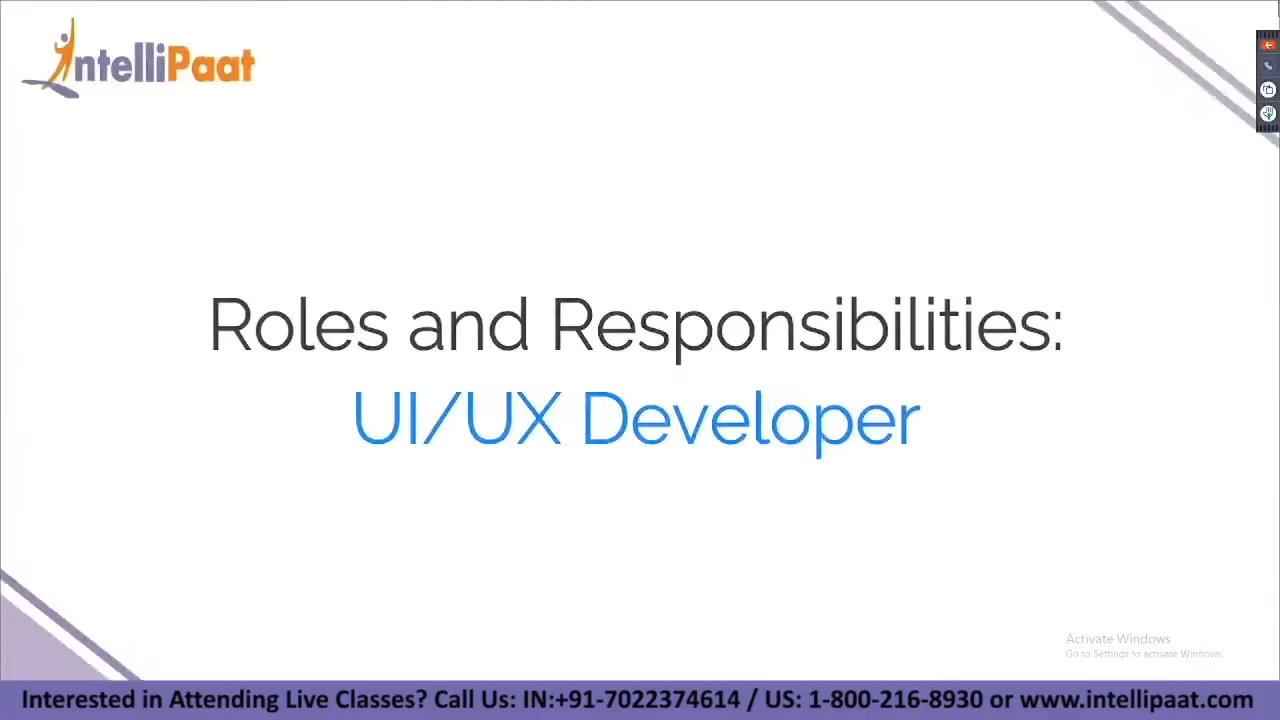 IntelliPaat
Roles and Responsibilities:
UI/UX Developer
Activate Windows
Go to Settings to activate Windows.
Interested in Attending Live Classes? Call Us: IN:+91-7022374614 / US: 1-800-216-8930 or www.intellipaat.com